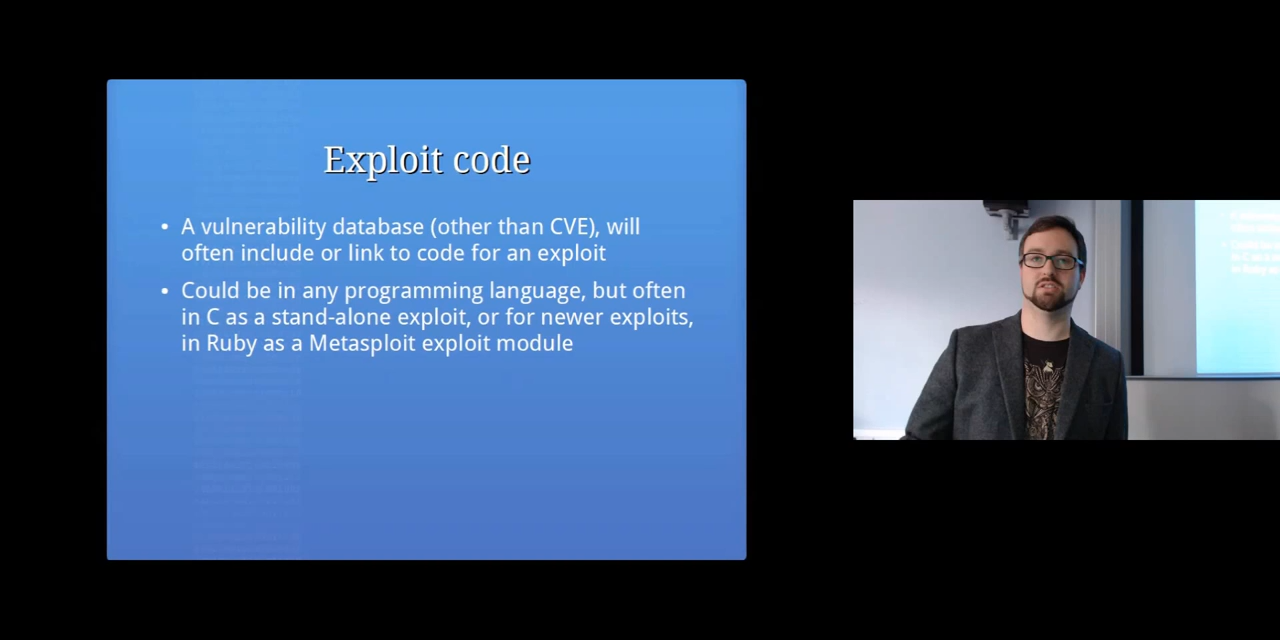 Exploit code
• A vulnerability database (other than CVE), will
often include or link to code for an exploit
• Could be in any programming language, but often
in C as a stand-alone exploit, or for newer exploits,
in Ruby as a Metasploit exploit module